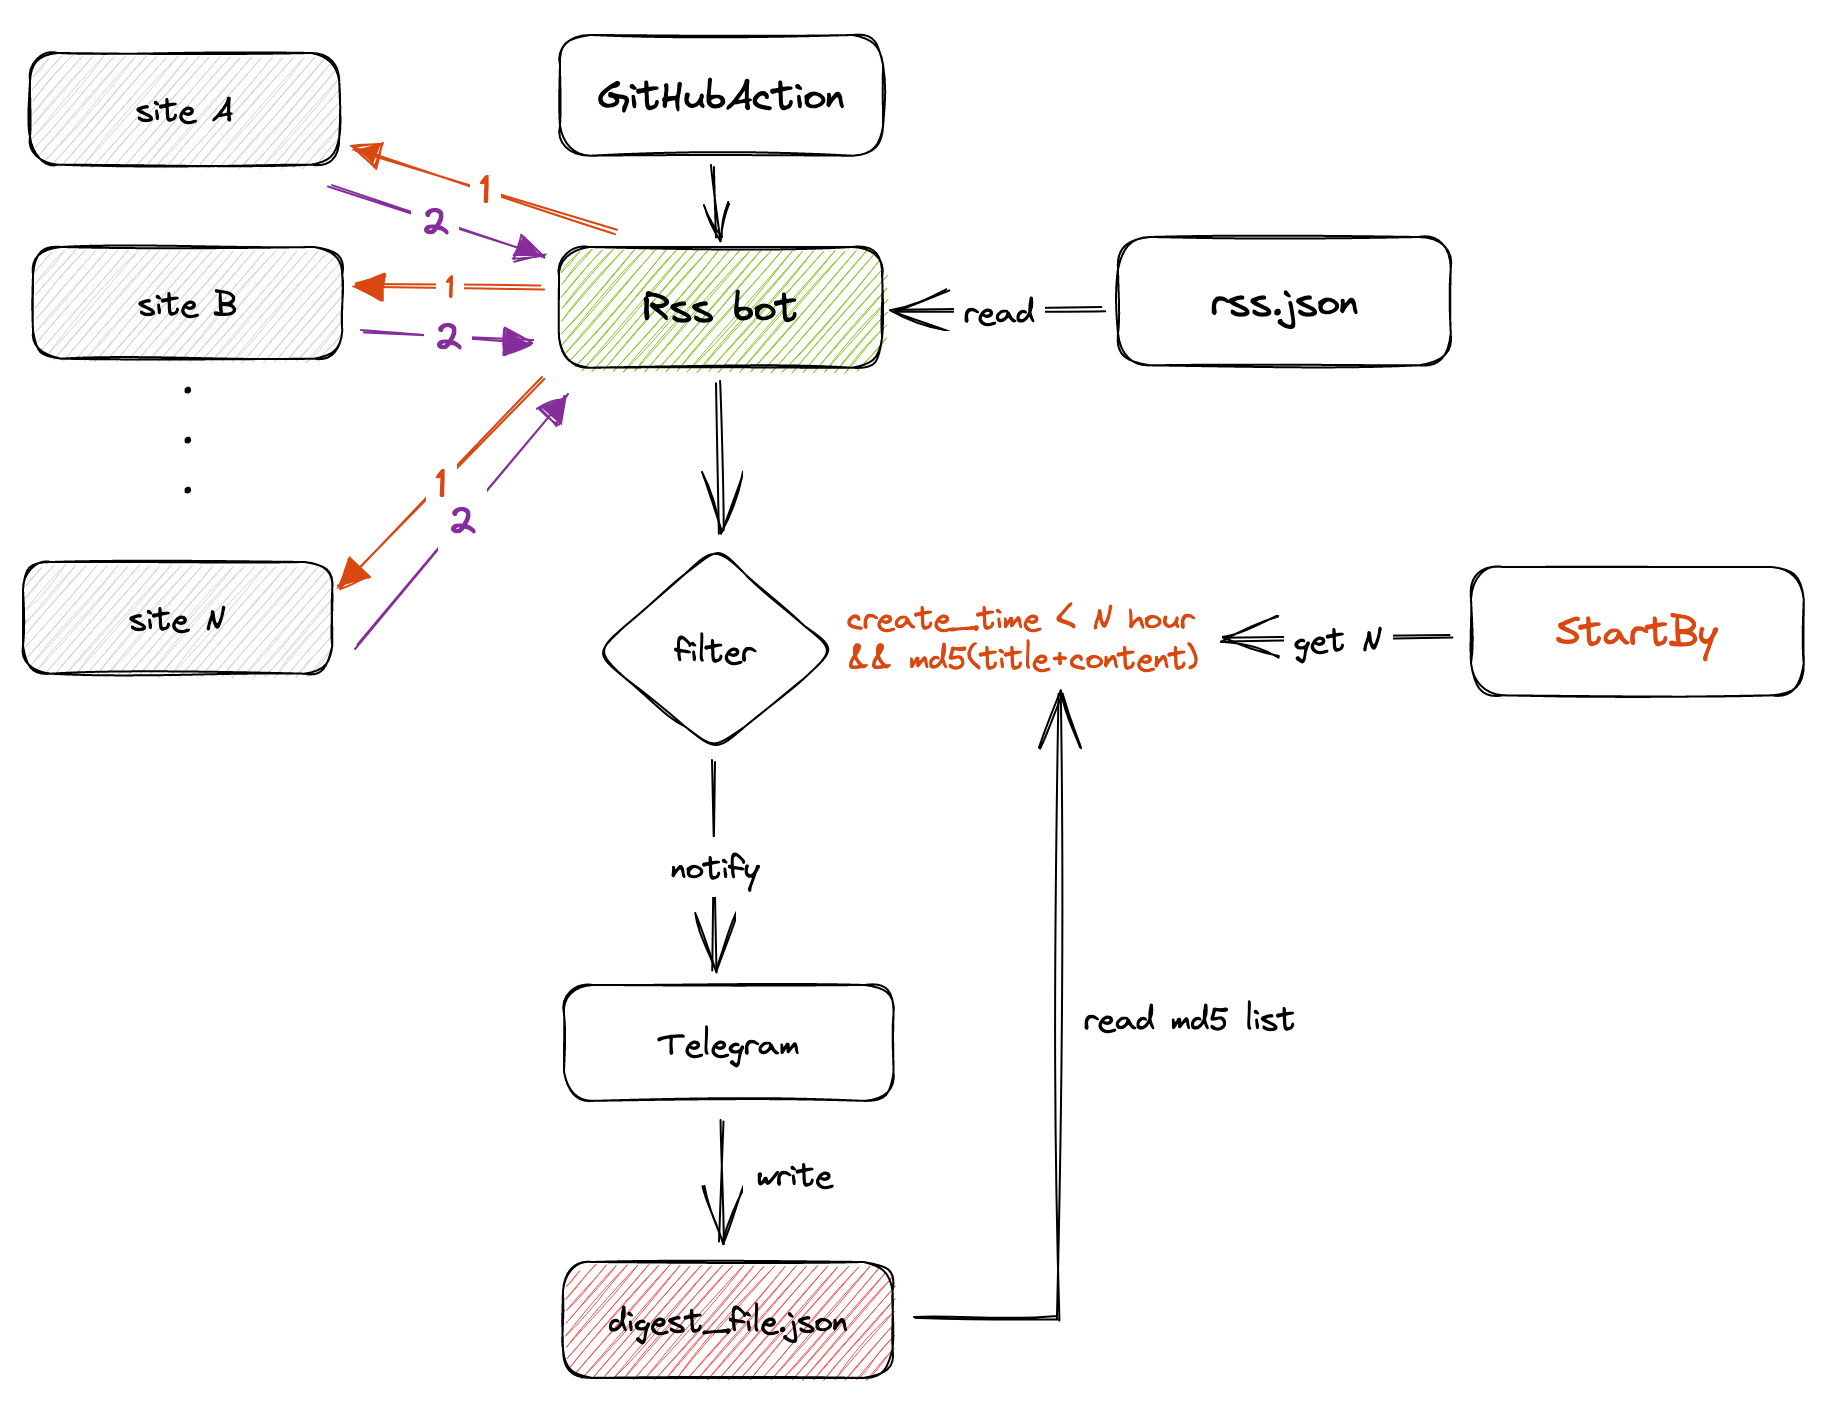 GitHubAction
site A
1
2
site B
1
2
Rss bot
read
rss.json
.
.
.
1
2
site N
filter
create_time < N hour
&& md5(title+content)
get N
StartBy
notify
Telegram
read md5 list
write
digest_file.json